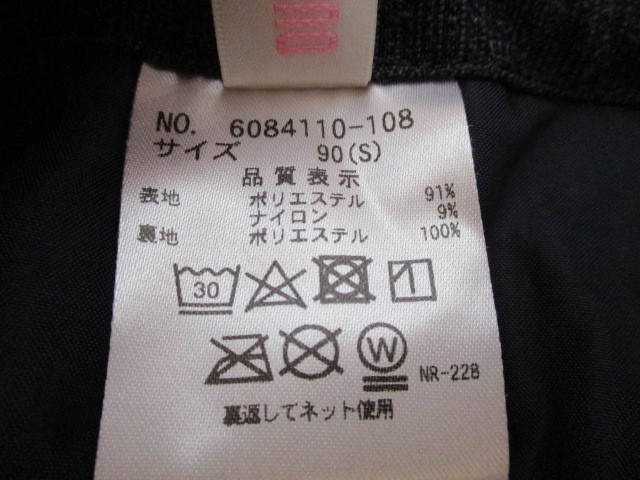 NO. 6084110-108
サイズ 90(S)
品質表示
表地 ポリエステル 91%
ナイロン 9%
裏地 ポリエステル 100%
30
1
W
NR-22B
裏返してネット使用